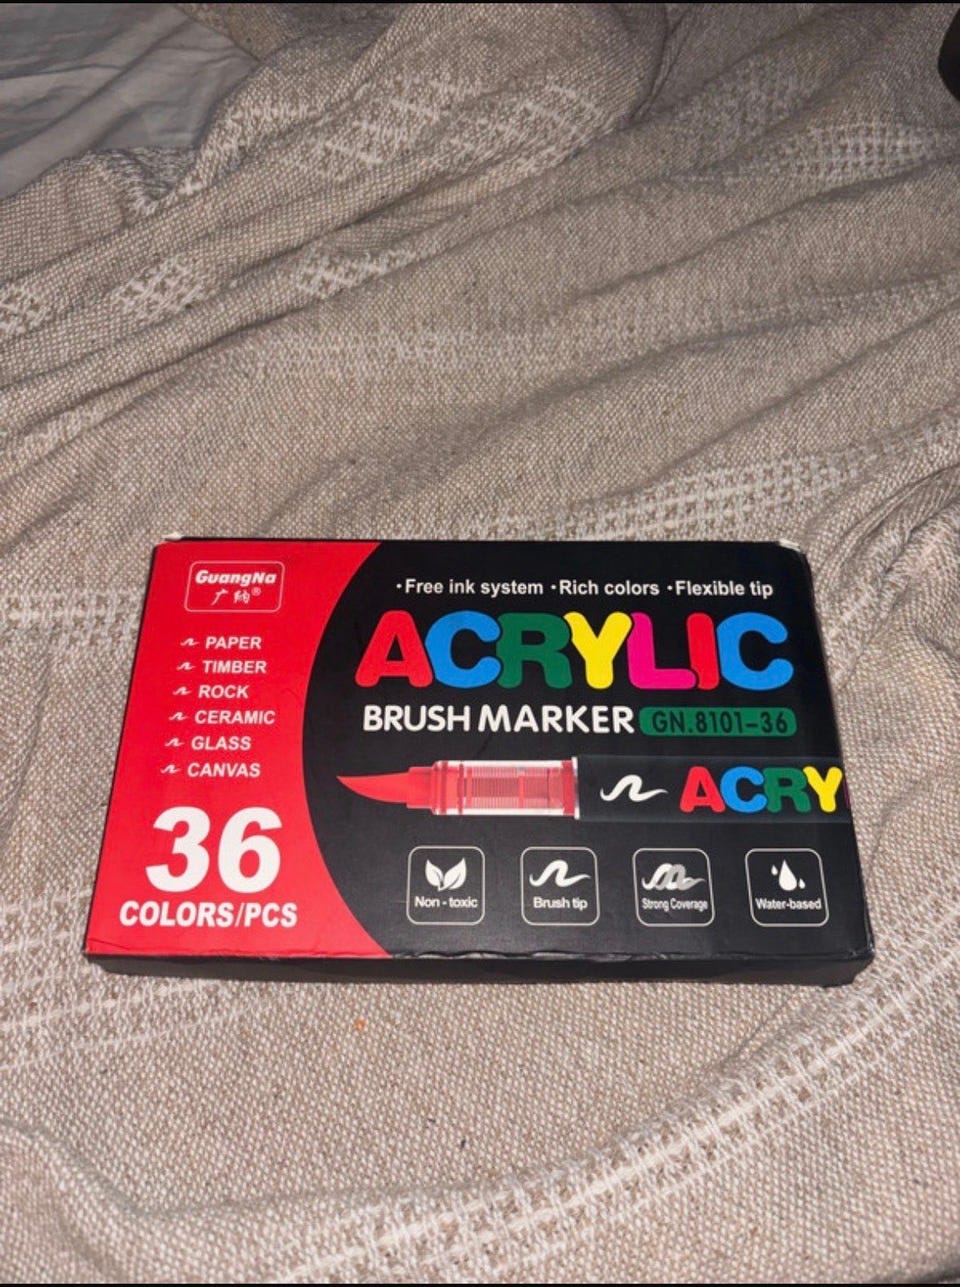 GuangNa
广纳®
PAPER
TIMBER
ROCK
CERAMIC
GLASS
CANVAS
36
COLORS/PCS
·Free ink system ·Rich colors ·Flexible tip
ACRYLIC
BRUSH MARKER GN.8101-36
ACRY
Non-toxic
Brush tip
Strong Coverage
Water-based